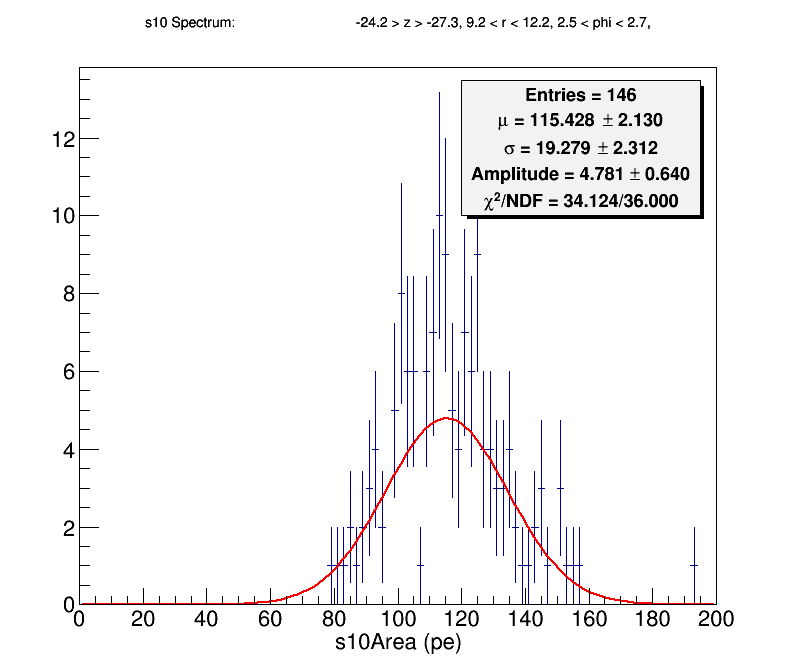 s10 Spectrum: -24.2 > z > -27.3, 9.2 < r < 12.2, 2.5 < phi < 2.7,
Entries = 146
μ = 115.428 ± 2.130
σ = 19.279 ± 2.312
Amplitude = 4.781 ± 0.640
χ²/NDF = 34.124/36.000
12
10
8
6
4
2
0
0 20 40 60 80 100 120 140 160 180 200
s10Area (pe)